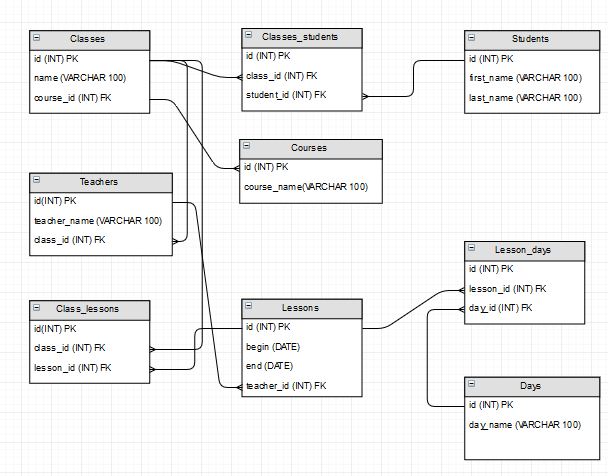 Classes
id (INT) PK
name (VARCHAR 100)
course_id (INT) FK
Classes_students
id (INT) PK
class_id (INT) FK
student_id (INT) FK
Students
id (INT) PK
first_name (VARCHAR 100)
last_name (VARCHAR 100)
Courses
id (INT) PK
course_name(VARCHAR 100)
Teachers
id(INT) PK
teacher_name (VARCHAR 100)
class_id (INT) FK
Lesson_days
id (INT) PK
lesson_id (INT) FK
day_id (INT) FK
Class_lessons
id(INT) PK
class_id (INT) FK
lesson_id (INT) FK
Lessons
id (INT) PK
begin (DATE)
end (DATE)
teacher_id (INT) FK
Days
id (INT) PK
day_name (VARCHAR 100)